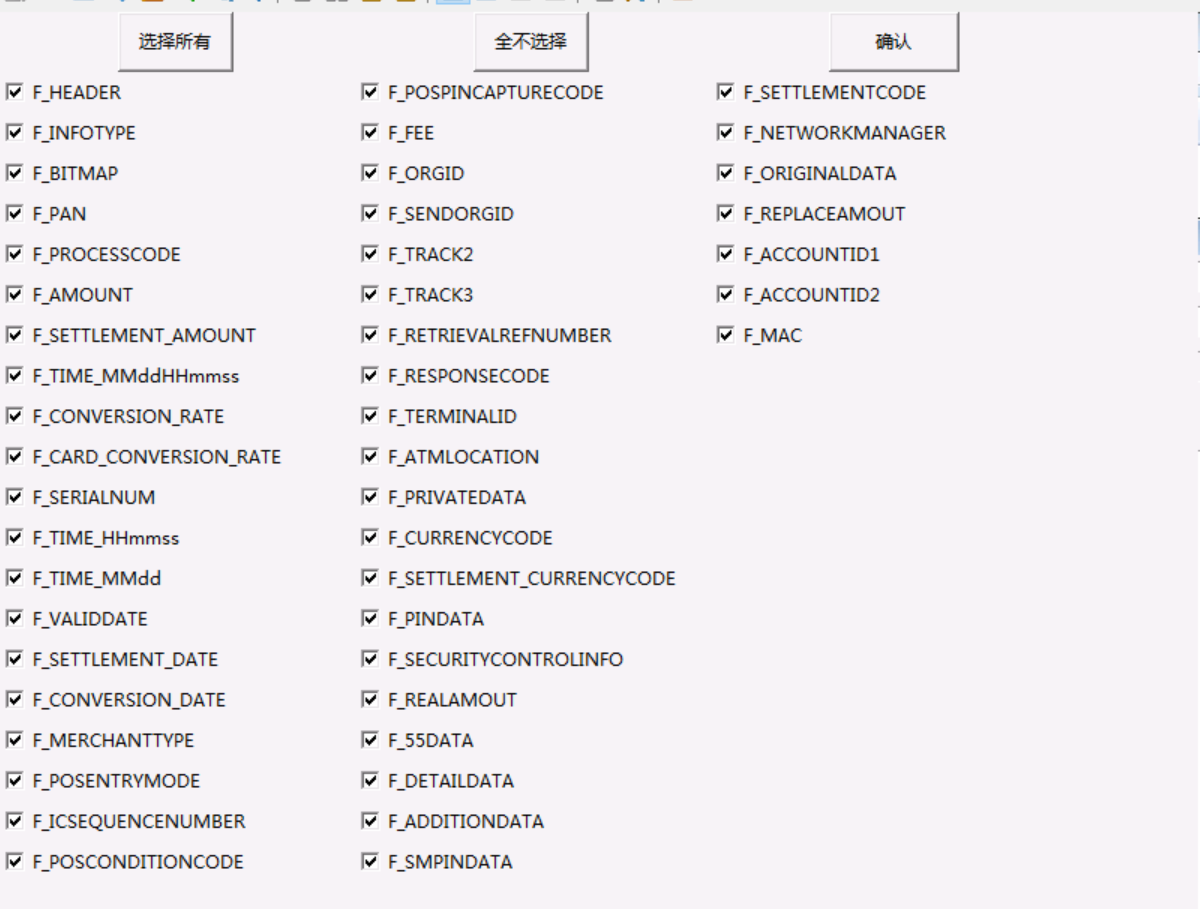 选择所有
全不选择
确认
F_HEADER
F_INFOTYPE
F_BITMAP
F_PAN
F_PROCESSCODE
F_AMOUNT
F_SETTLEMENT_AMOUNT
F_TIME_MMddHHmmss
F_CONVERSION_RATE
F_CARD_CONVERSION_RATE
F_SERIALNUM
F_TIME_HHmmss
F_TIME_MMdd
F_VALIDDATE
F_SETTLEMENT_DATE
F_CONVERSION_DATE
F_MERCHANTTYPE
F_POSENTRYMODE
F_ICSEQUENCENUMBER
F_POSCONDITIONCODE
F_POSPINCAPTURECODE
F_FEE
F_ORGID
F_SENDORGID
F_TRACK2
F_TRACK3
F_RETRIEVALREFNUMBER
F_RESPONSECODE
F_TERMINALID
F_ATMLOCATION
F_PRIVATEDATA
F_CURRENCYCODE
F_SETTLEMENT_CURRENCYCODE
F_PINDATA
F_SECURITYCONTROLINFO
F_REALAMOUT
F_55DATA
F_DETAILDATA
F_ADDITIONDATA
F_SMPINDATA
F_SETTLEMENTCODE
F_NETWORKMANAGER
F_ORIGINALDATA
F_REPLACEAMOUT
F_ACCOUNTID1
F_ACCOUNTID2
F_MAC